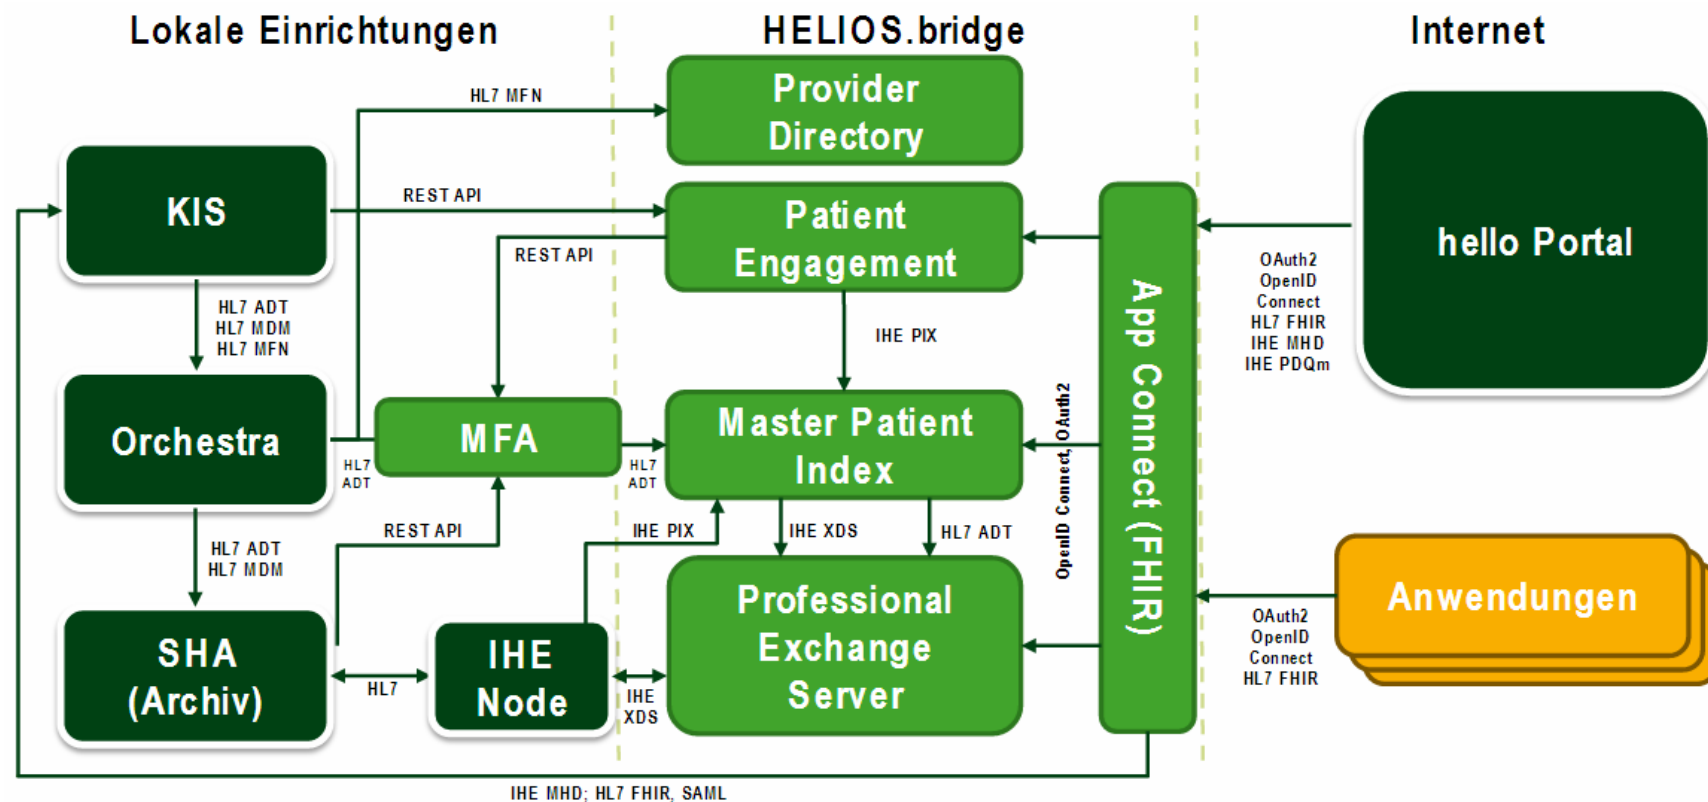 Lokale Einrichtungen
HELIOS.bridge
Internet
HL7 MFN
Provider
Directory
KIS
REST API
Patient
Engagement
REST API
hello Portal
OAuth2
OpenID
Connect
HL7 FHIR
IHE MHD
IHE PDQm
HL7 ADT
HL7 MDM
HL7 MFN
IHE PIX
App Connect (FHIR)
OpenID Connect, OAuth2
Orchestra
HL7
ADT
MFA
HL7
ADT
Master Patient
Index
REST API
IHE PIX
IHE XDS
HL7 ADT
HL7 ADT
HL7 MDM
SHA
(Archiv)
HL7
IHE
Node
IHE
XDS
Professional
Exchange
Server
Anwendungen
OAuth2
OpenID
Connect
HL7 FHIR
IHE MHD; HL7 FHIR, SAML